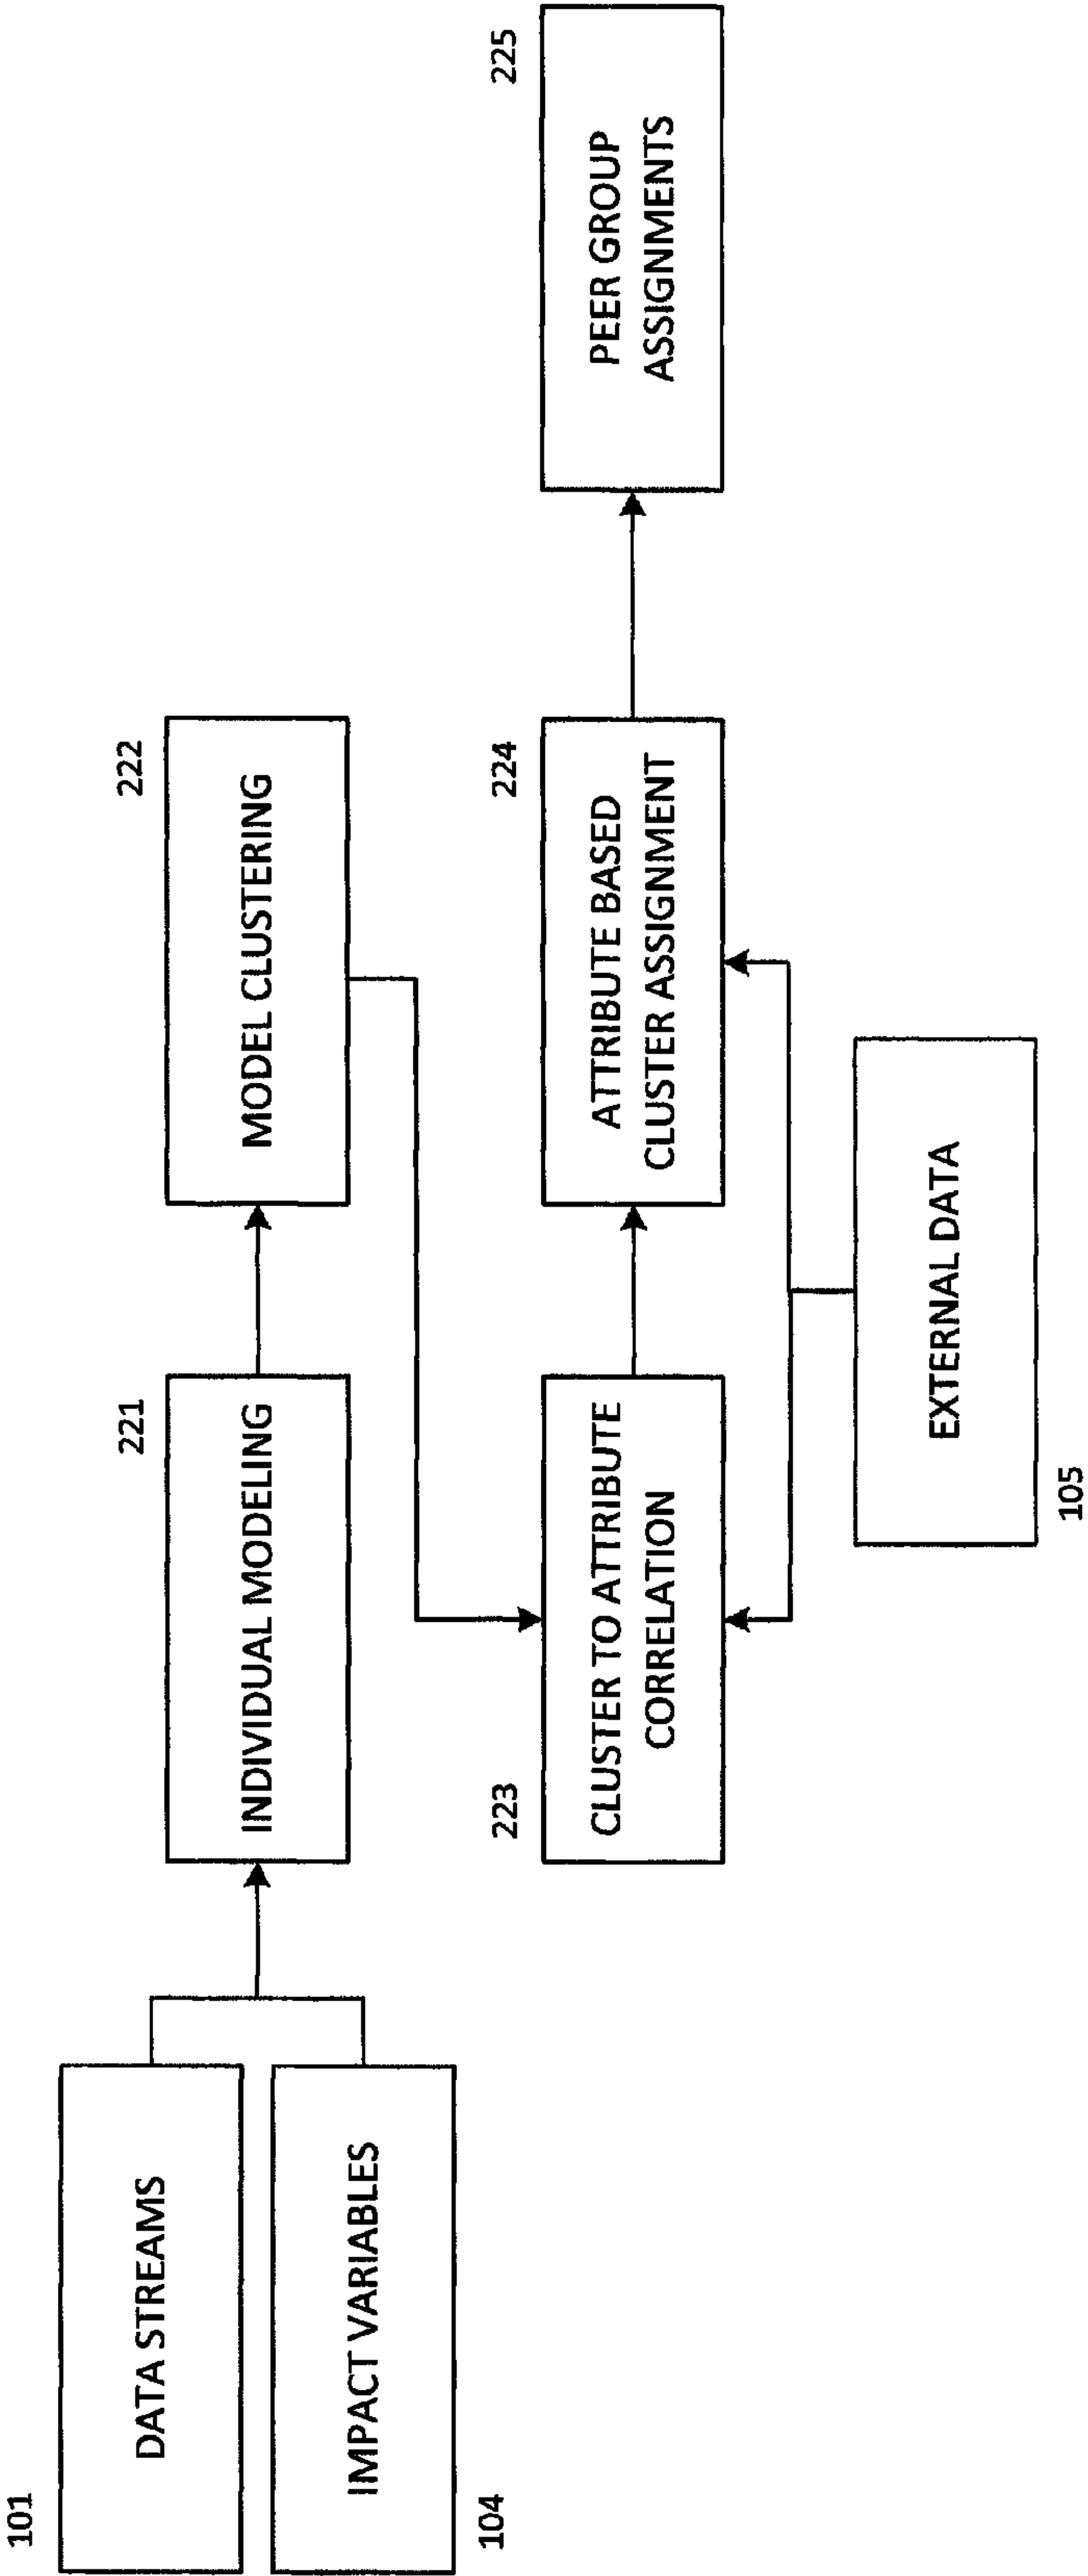 101
DATA STREAMS
IMPACT VARIABLES
104
221
INDIVIDUAL MODELING
222
MODEL CLUSTERING
223
CLUSTER TO ATTRIBUTE
CORRELATION
224
ATTRIBUTE BASED
CLUSTER ASSIGNMENT
225
PEER GROUP
ASSIGNMENTS
EXTERNAL DATA
105